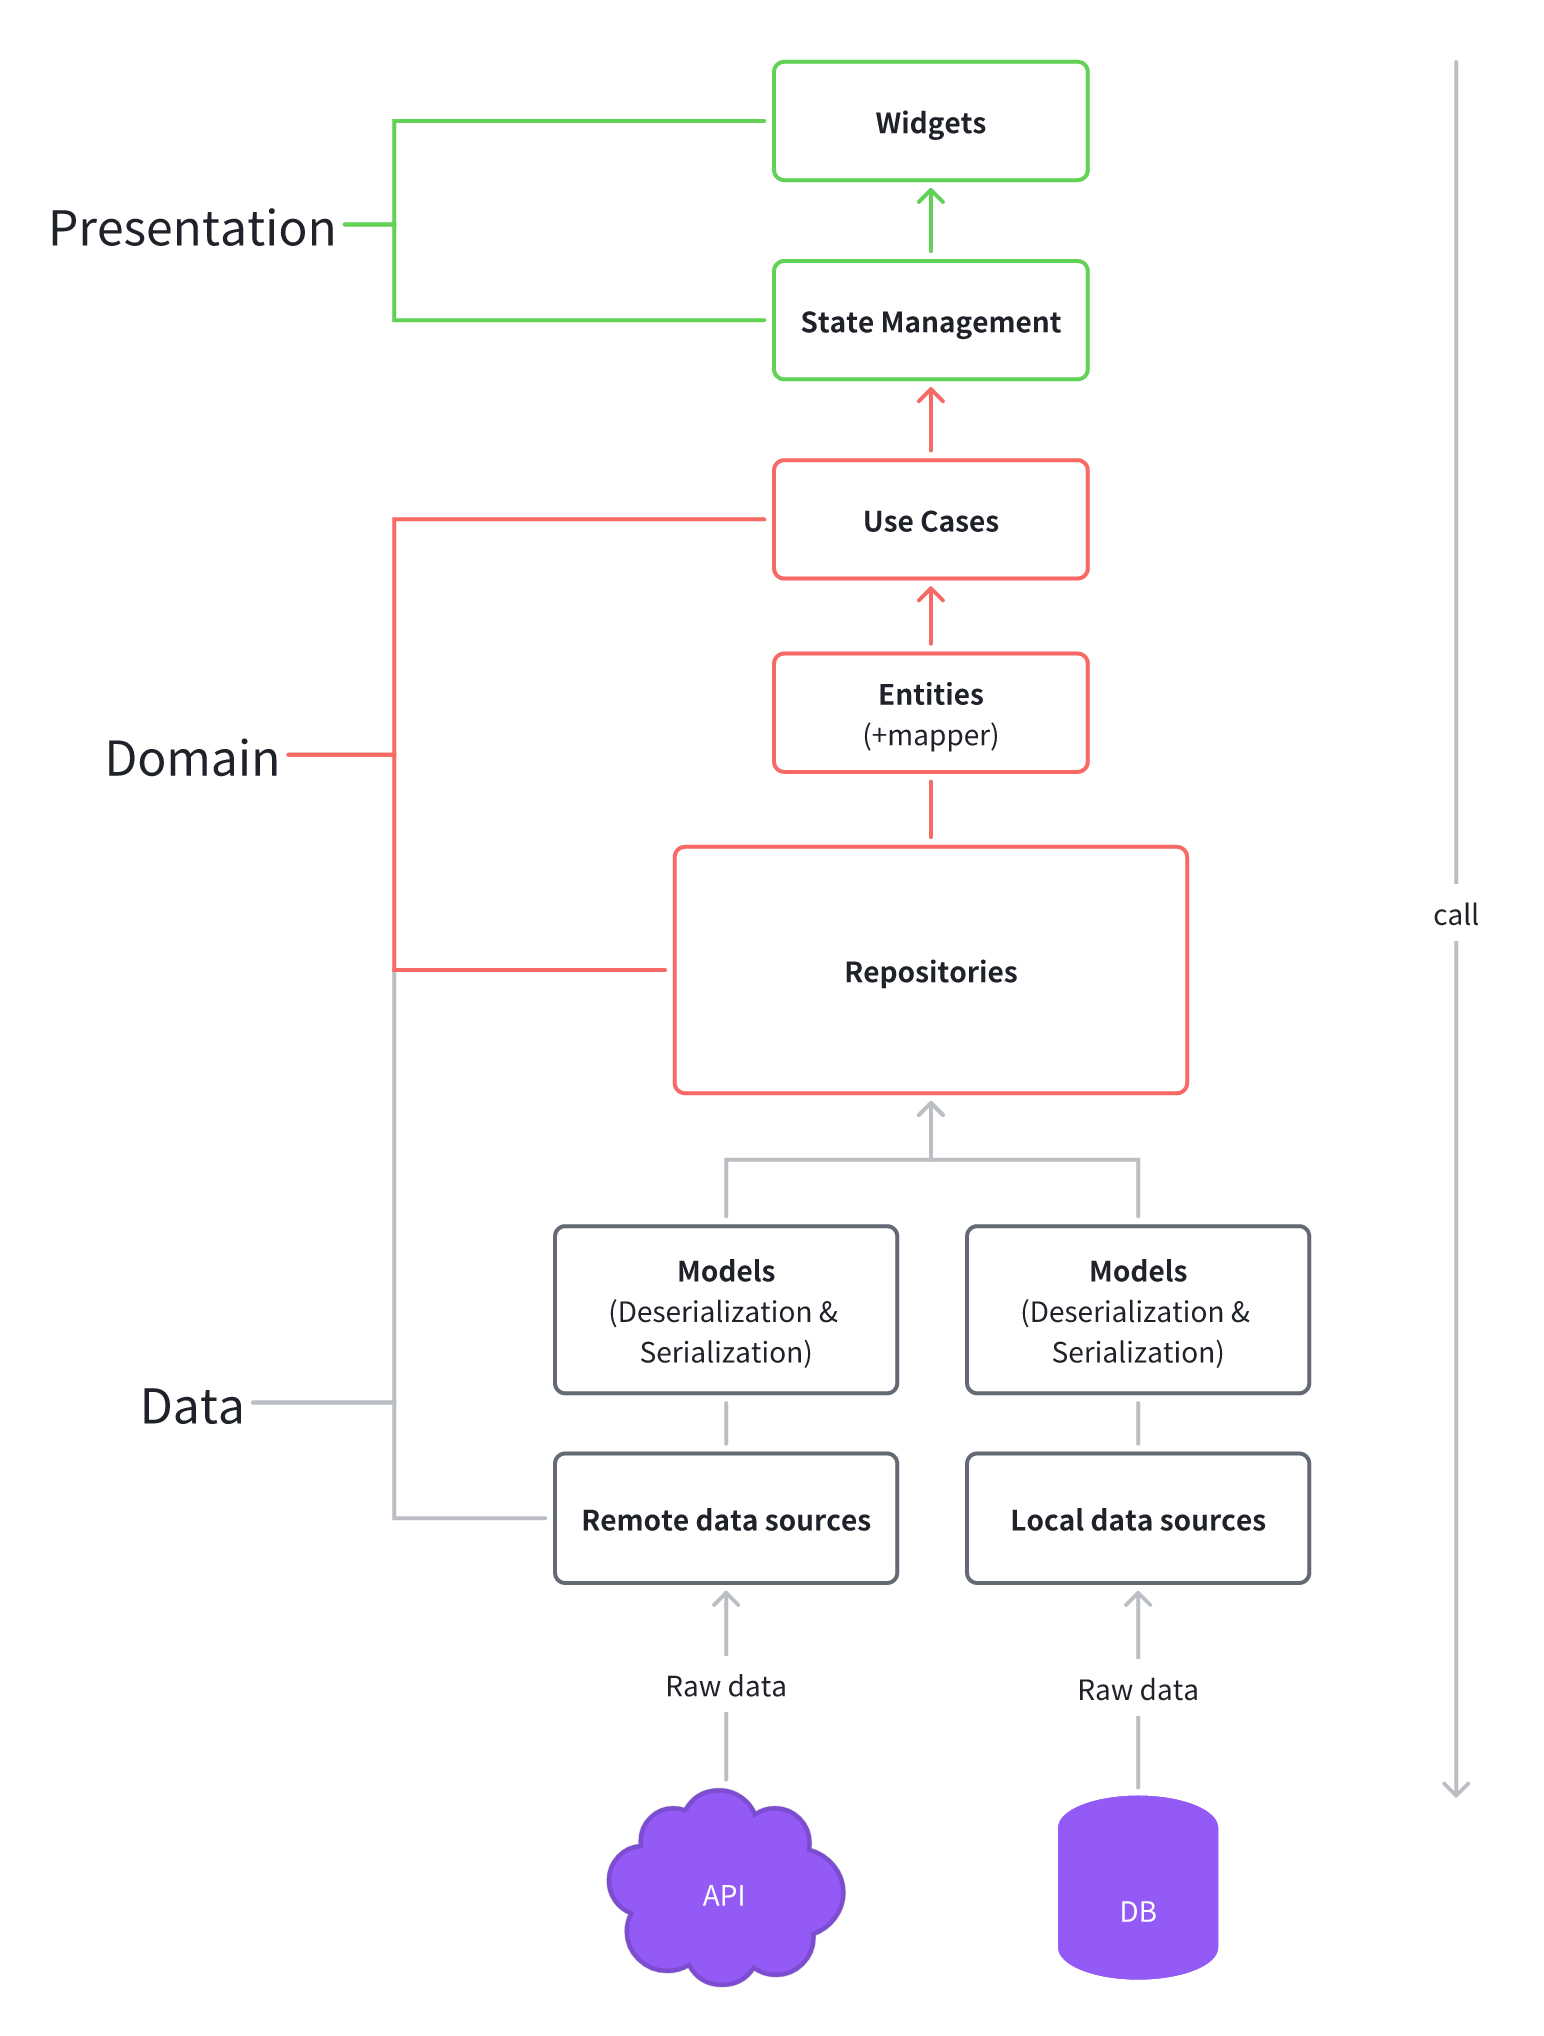 Widgets
Presentation
State Management
Use Cases
Entities
(+mapper)
Domain
call
Repositories
Models
(Deserialization &
Serialization)
Models
(Deserialization &
Serialization)
Data
Remote data sources
Local data sources
Raw data
Raw data
API
DB